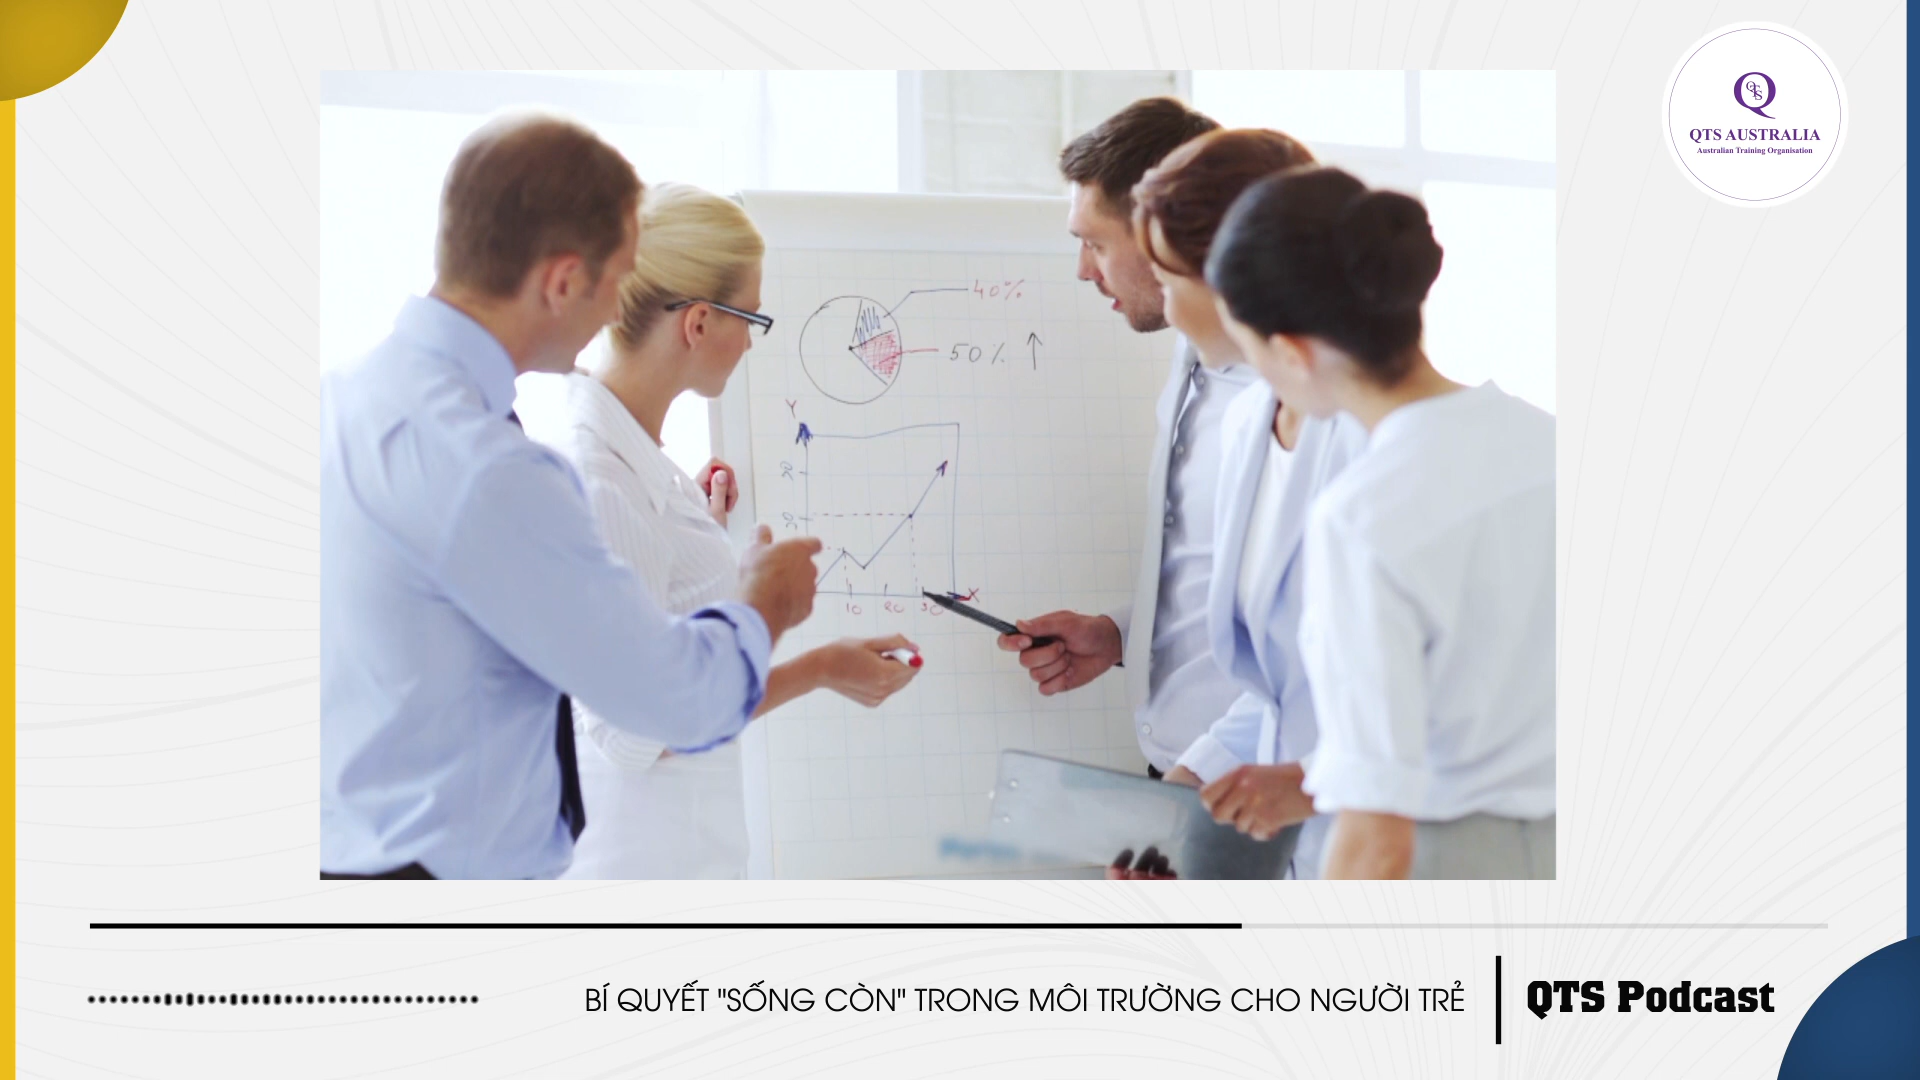 QTS
QTS AUSTRALIA
Australian Training Organisation
40%
50% ↑
Y
10 20 30 X
BÍ QUYẾT "SỐNG CÒN" TRONG MÔI TRƯỜNG CHO NGƯỜI TRẺ
QTS Podcast